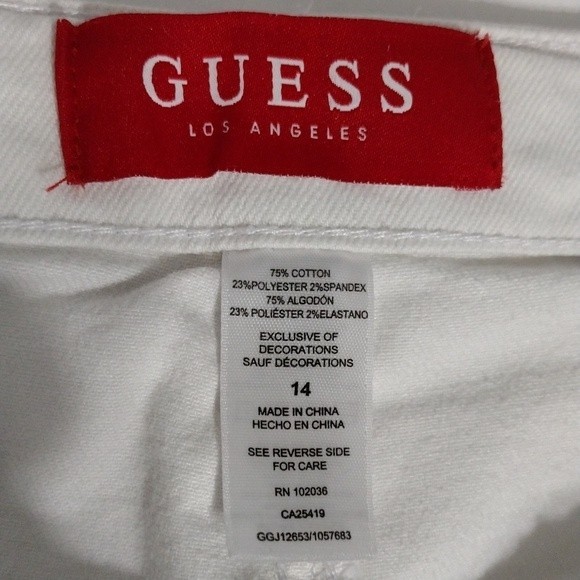 GUESS
LOS ANGELES
75% COTTON
23%POLYESTER 2%SPANDEX
75% ALGODÓN
23% POLIÉSTER 2%ELASTANO
EXCLUSIVE OF
DECORATIONS
SAUF DÉCORATIONS
14
MADE IN CHINA
HECHO EN CHINA
SEE REVERSE SIDE
FOR CARE
RN 102036
CA25419
GGJ12653/1057683